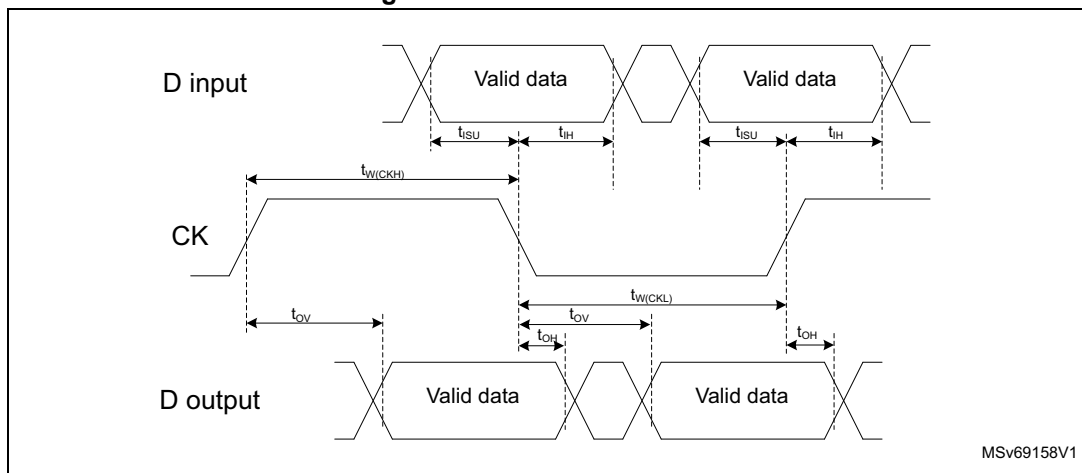 g
D input
Valid data
Valid data
tISU
tIH
tISU
tIH
tW(CKH)
CK
tW(CKL)
tOV
tOV
tOH
tOH
D output
Valid data
Valid data
MSv69158V1